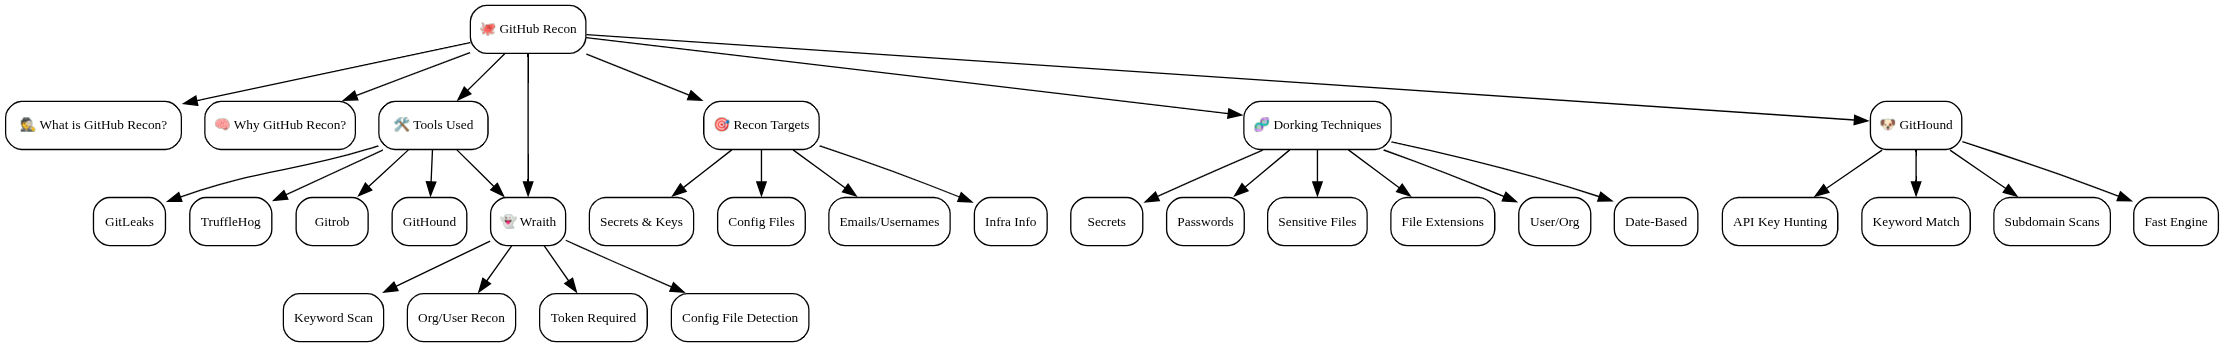 🐙 GitHub Recon
🕵️ What is GitHub Recon?
🧠 Why GitHub Recon?
🛠️ Tools Used
🎯 Recon Targets
🧬 Dorking Techniques
🐶 GitHound
GitLeaks
TruffleHog
Gitrob
GitHound
👻 Wraith
Secrets & Keys
Config Files
Emails/Usernames
Infra Info
Secrets
Passwords
Sensitive Files
File Extensions
User/Org
Date-Based
API Key Hunting
Keyword Match
Subdomain Scans
Fast Engine
Keyword Scan
Org/User Recon
Token Required
Config File Detection